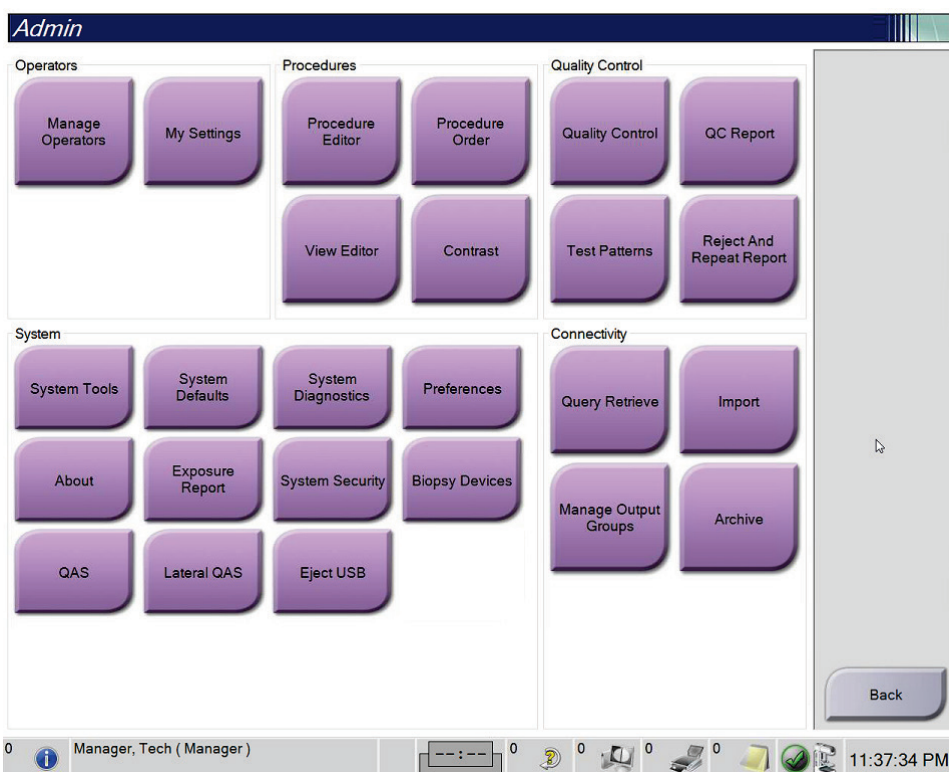 Admin
Operators
Manage
Operators
My Settings
Procedures
Procedure
Editor
Procedure
Order
View Editor
Contrast
Quality Control
Quality Control
QC Report
Test Patterns
Reject And
Repeat Report
System
System Tools
System
Defaults
System
Diagnostics
Preferences
About
Exposure
Report
System Security
Biopsy Devices
QAS
Lateral QAS
Eject USB
Connectivity
Query Retrieve
Import
Manage Output
Groups
Archive
Back
0
Manager, Tech ( Manager )
--:--
0
0
0
0
11:37:34 PM